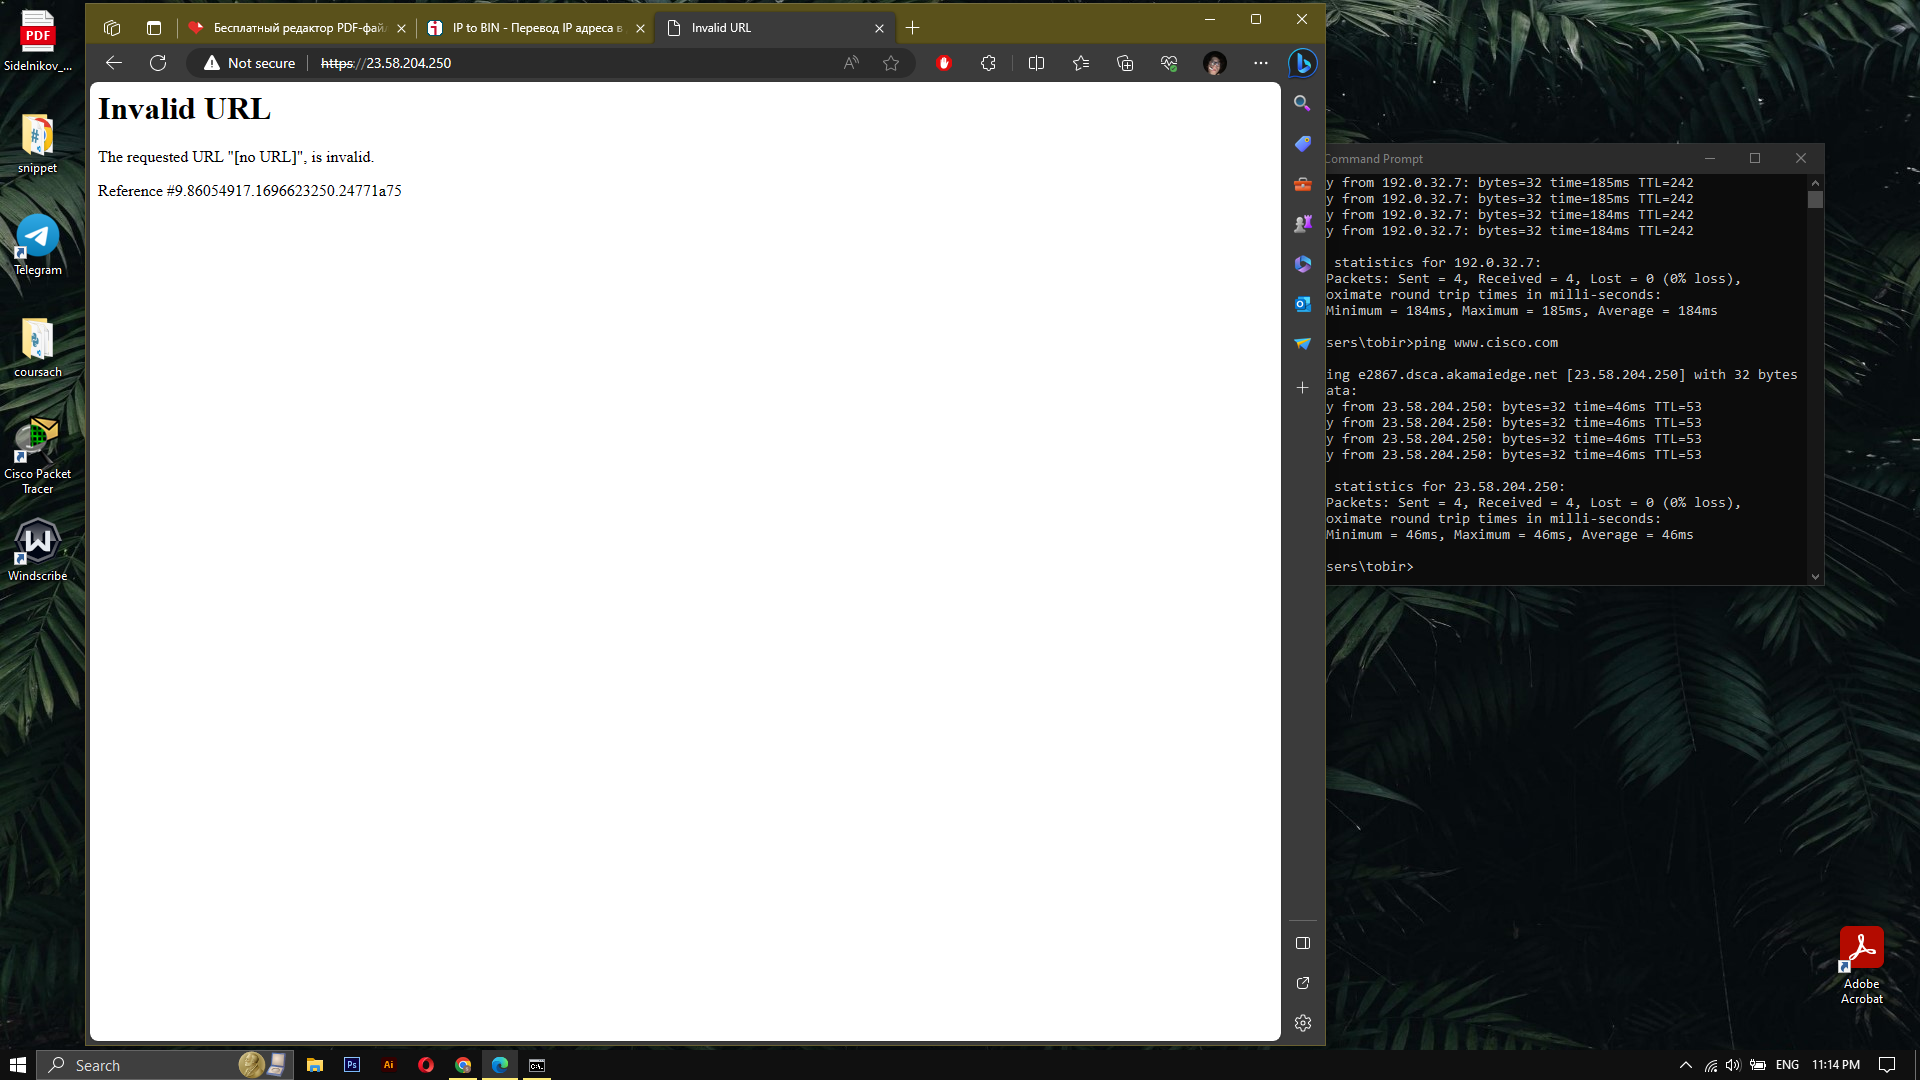 PDF
Sidelnikov_...
snippet
Telegram
coursach
Cisco Packet
Tracer
Windscribe
Бесплатный редактор PDF-фай
IP to BIN - Перевод IP адреса в
Invalid URL
Not secure
https://23.58.204.250
Invalid URL
The requested URL "[no URL]", is invalid.
Reference #9.86054917.1696623250.24771a75
Command Prompt
y from 192.0.32.7: bytes=32 time=185ms TTL=242
y from 192.0.32.7: bytes=32 time=185ms TTL=242
y from 192.0.32.7: bytes=32 time=184ms TTL=242
y from 192.0.32.7: bytes=32 time=184ms TTL=242
statistics for 192.0.32.7:
Packets: Sent = 4, Received = 4, Lost = 0 (0% loss),
oximate round trip times in milli-seconds:
Minimum = 184ms, Maximum = 185ms, Average = 184ms
sers\tobir>ping www.cisco.com
ing e2867.dsca.akamaiedge.net [23.58.204.250] with 32 bytes
ata:
y from 23.58.204.250: bytes=32 time=46ms TTL=53
y from 23.58.204.250: bytes=32 time=46ms TTL=53
y from 23.58.204.250: bytes=32 time=46ms TTL=53
y from 23.58.204.250: bytes=32 time=46ms TTL=53
statistics for 23.58.204.250:
Packets: Sent = 4, Received = 4, Lost = 0 (0% loss),
oximate round trip times in milli-seconds:
Minimum = 46ms, Maximum = 46ms, Average = 46ms
sers\tobir>
Adobe
Acrobat
Search
Ps
Ai
ENG
11:14 PM